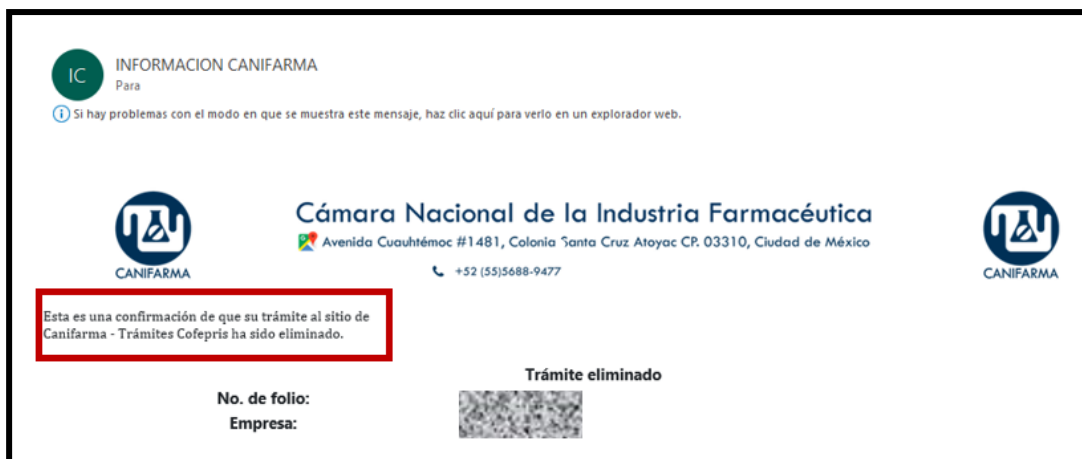 IC
INFORMACION CANIFARMA
Para
Si hay problemas con el modo en que se muestra este mensaje, haz clic aquí para verlo en un explorador web.
Cámara Nacional de la Industria Farmacéutica
Avenida Cuauhtémoc #1481, Colonia Santa Cruz Atoyac CP. 03310, Ciudad de México
+52 (55)5688-9477
CANIFARMA
CANIFARMA
Esta es una confirmación de que su trámite al sitio de
Canifarma - Trámites Cofepris ha sido eliminado.
Trámite eliminado
No. de folio:
Empresa: